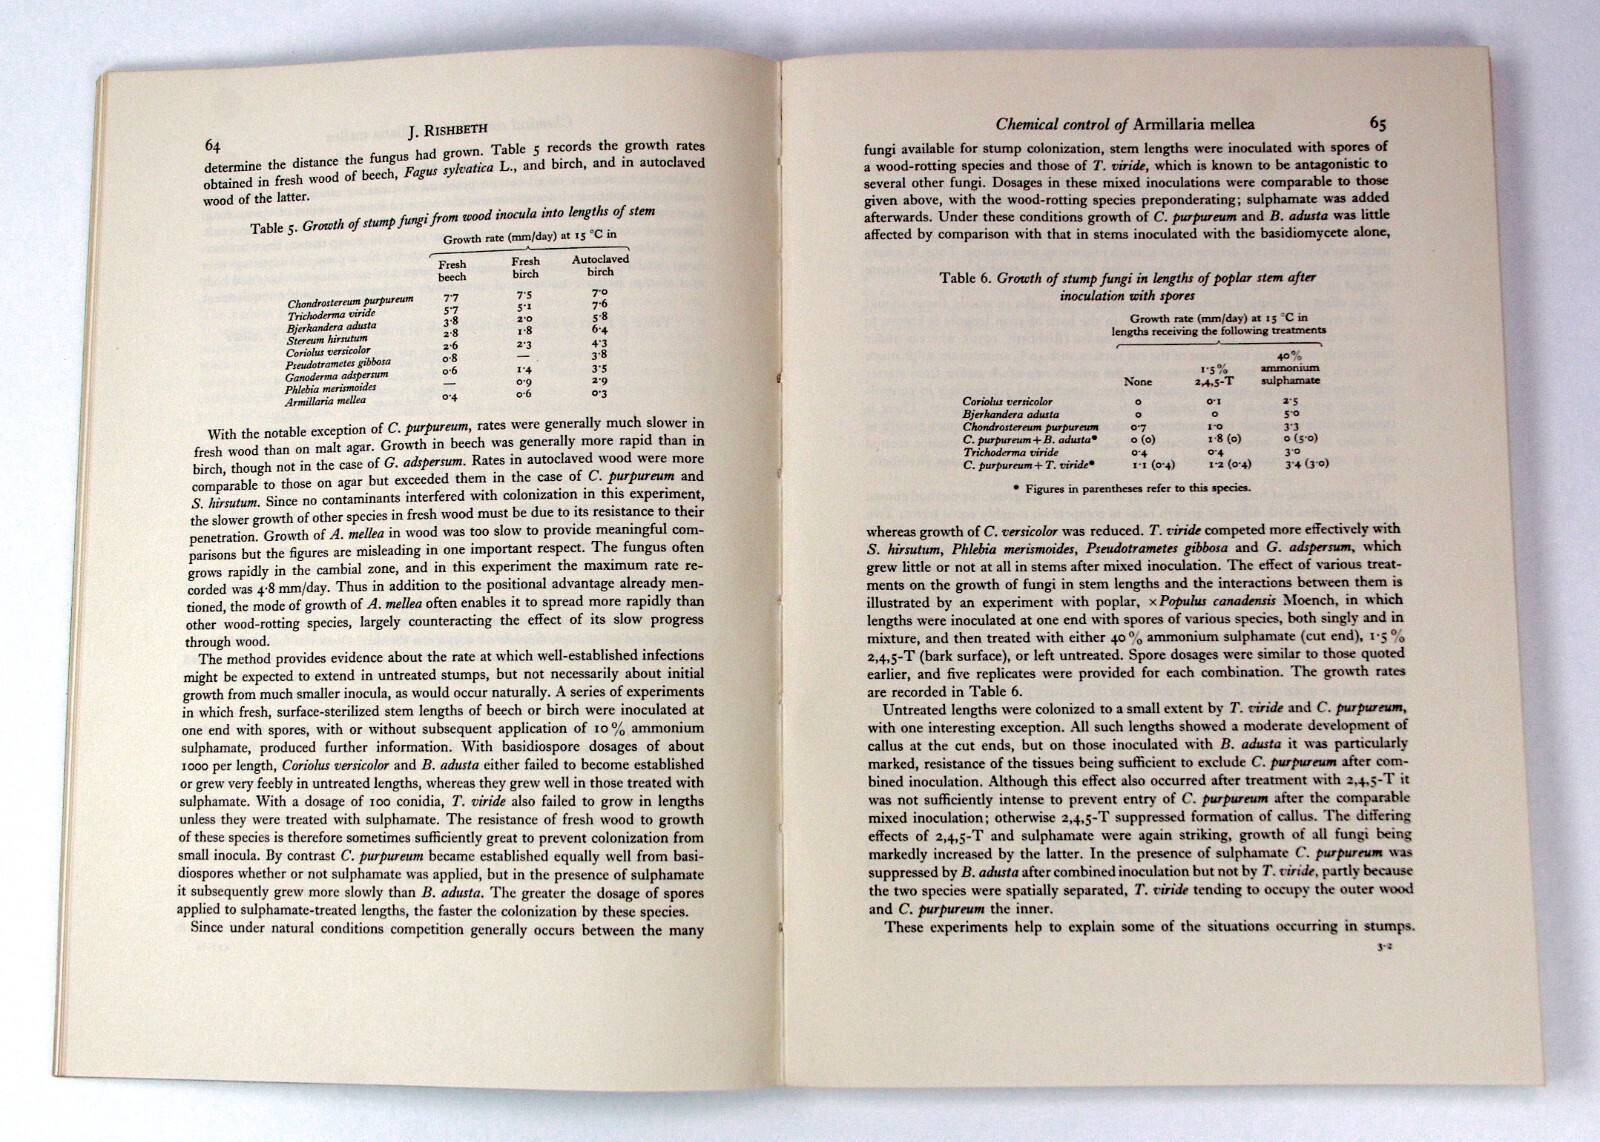 64
J. RISHBETH
determine the distance the fungus had grown. Table 5 records the growth rates
obtained in fresh wood of beech, Fagus sylvatica L., and birch, and in autoclaved
wood of the latter.
Table 5. Growth of stump fungi from wood inocula into lengths of stem
Growth rate (mm/day) at 15 °C in
Fresh beech Fresh birch Autoclaved birch
Chondrostereum purpureum 7·7 7·5 7·0
Trichoderma viride 5·7 5·1 7·6
Bjerkandera adusta 3·8 2·0 5·8
Stereum hirsutum 2·8 1·8 6·4
Coriolus versicolor 2·6 2·3 4·3
Pseudotrametes gibbosa 0·8 — 3·8
Ganoderma adspersum 0·6 1·4 3·5
Phlebia merismoides — 0·9 2·9
Armillaria mellea 0·4 0·6 0·3
With the notable exception of C. purpureum, rates were generally much slower in
fresh wood than on malt agar. Growth in beech was generally more rapid than in
birch, though not in the case of G. adspersum. Rates in autoclaved wood were more
comparable to those on agar but exceeded them in the case of C. purpureum and
S. hirsutum. Since no contaminants interfered with colonization in this experiment,
the slower growth of other species in fresh wood must be due to its resistance to their
penetration. Growth of A. mellea in wood was too slow to provide meaningful com-
parisons but the figures are misleading in one important respect. The fungus often
grows rapidly in the cambial zone, and in this experiment the maximum rate re-
corded was 4·8 mm/day. Thus in addition to the positional advantage already men-
tioned, the mode of growth of A. mellea often enables it to spread more rapidly than
other wood-rotting species, largely counteracting the effect of its slow progress
through wood.
The method provides evidence about the rate at which well-established infections
might be expected to extend in untreated stumps, but not necessarily about initial
growth from much smaller inocula, as would occur naturally. A series of experiments
in which fresh, surface-sterilized stem lengths of beech or birch were inoculated at
one end with spores, with or without subsequent application of 10% ammonium
sulphamate, produced further information. With basidiospore dosages of about
1000 per length, Coriolus versicolor and B. adusta either failed to become established
or grew very feebly in untreated lengths, whereas they grew well in those treated with
sulphamate. With a dosage of 100 conidia, T. viride also failed to grow in lengths
unless they were treated with sulphamate. The resistance of fresh wood to growth
of these species is therefore sometimes sufficiently great to prevent colonization from
small inocula. By contrast C. purpureum became established equally well from basi-
diospores whether or not sulphamate was applied, but in the presence of sulphamate
it subsequently grew more slowly than B. adusta. The greater the dosage of spores
applied to sulphamate-treated lengths, the faster the colonization by these species.
Since under natural conditions competition generally occurs between the many
Chemical control of Armillaria mellea
65
fungi available for stump colonization, stem lengths were inoculated with spores of
a wood-rotting species and those of T. viride, which is known to be antagonistic to
several other fungi. Dosages in these mixed inoculations were comparable to those
given above, with the wood-rotting species preponderating; sulphamate was added
afterwards. Under these conditions growth of C. purpureum and B. adusta was little
affected by comparison with that in stems inoculated with the basidiomycete alone,
Table 6. Growth of stump fungi in lengths of poplar stem after
inoculation with spores
Growth rate (mm/day) at 15 °C in
lengths receiving the following treatments
None 1·5% 2,4,5-T 40% ammonium sulphamate
Coriolus versicolor 0 0·1 2·5
Bjerkandera adusta 0 0 5·0
Chondrostereum purpureum 0·7 1·0 3·3
C. purpureum + B. adusta* 0 (0) 1·8 (0) 0 (5·0)
Trichoderma viride 0·4 0·4 3·0
C. purpureum + T. viride* 1·1 (0·4) 1·2 (0·4) 3·4 (3·0)
* Figures in parentheses refer to this species.
whereas growth of C. versicolor was reduced. T. viride competed more effectively with
S. hirsutum, Phlebia merismoides, Pseudotrametes gibbosa and G. adspersum, which
grew little or not at all in stems after mixed inoculation. The effect of various treat-
ments on the growth of fungi in stem lengths and the interactions between them is
illustrated by an experiment with poplar, ×Populus canadensis Moench, in which
lengths were inoculated at one end with spores of various species, both singly and in
mixture, and then treated with either 40% ammonium sulphamate (cut end), 1·5%
2,4,5-T (bark surface), or left untreated. Spore dosages were similar to those quoted
earlier, and five replicates were provided for each combination. The growth rates
are recorded in Table 6.
Untreated lengths were colonized to a small extent by T. viride and C. purpureum,
with one interesting exception. All such lengths showed a moderate development of
callus at the cut ends, but on those inoculated with B. adusta it was particularly
marked, resistance of the tissues being sufficient to exclude C. purpureum after com-
bined inoculation. Although this effect also occurred after treatment with 2,4,5-T it
was not sufficiently intense to prevent entry of C. purpureum after the comparable
mixed inoculation; otherwise 2,4,5-T suppressed formation of callus. The differing
effects of 2,4,5-T and sulphamate were again striking, growth of all fungi being
markedly increased by the latter. In the presence of sulphamate C. purpureum was
suppressed by B. adusta after combined inoculation but not by T. viride, partly because
the two species were spatially separated, T. viride tending to occupy the outer wood
and C. purpureum the inner.
These experiments help to explain some of the situations occurring in stumps.
3-2